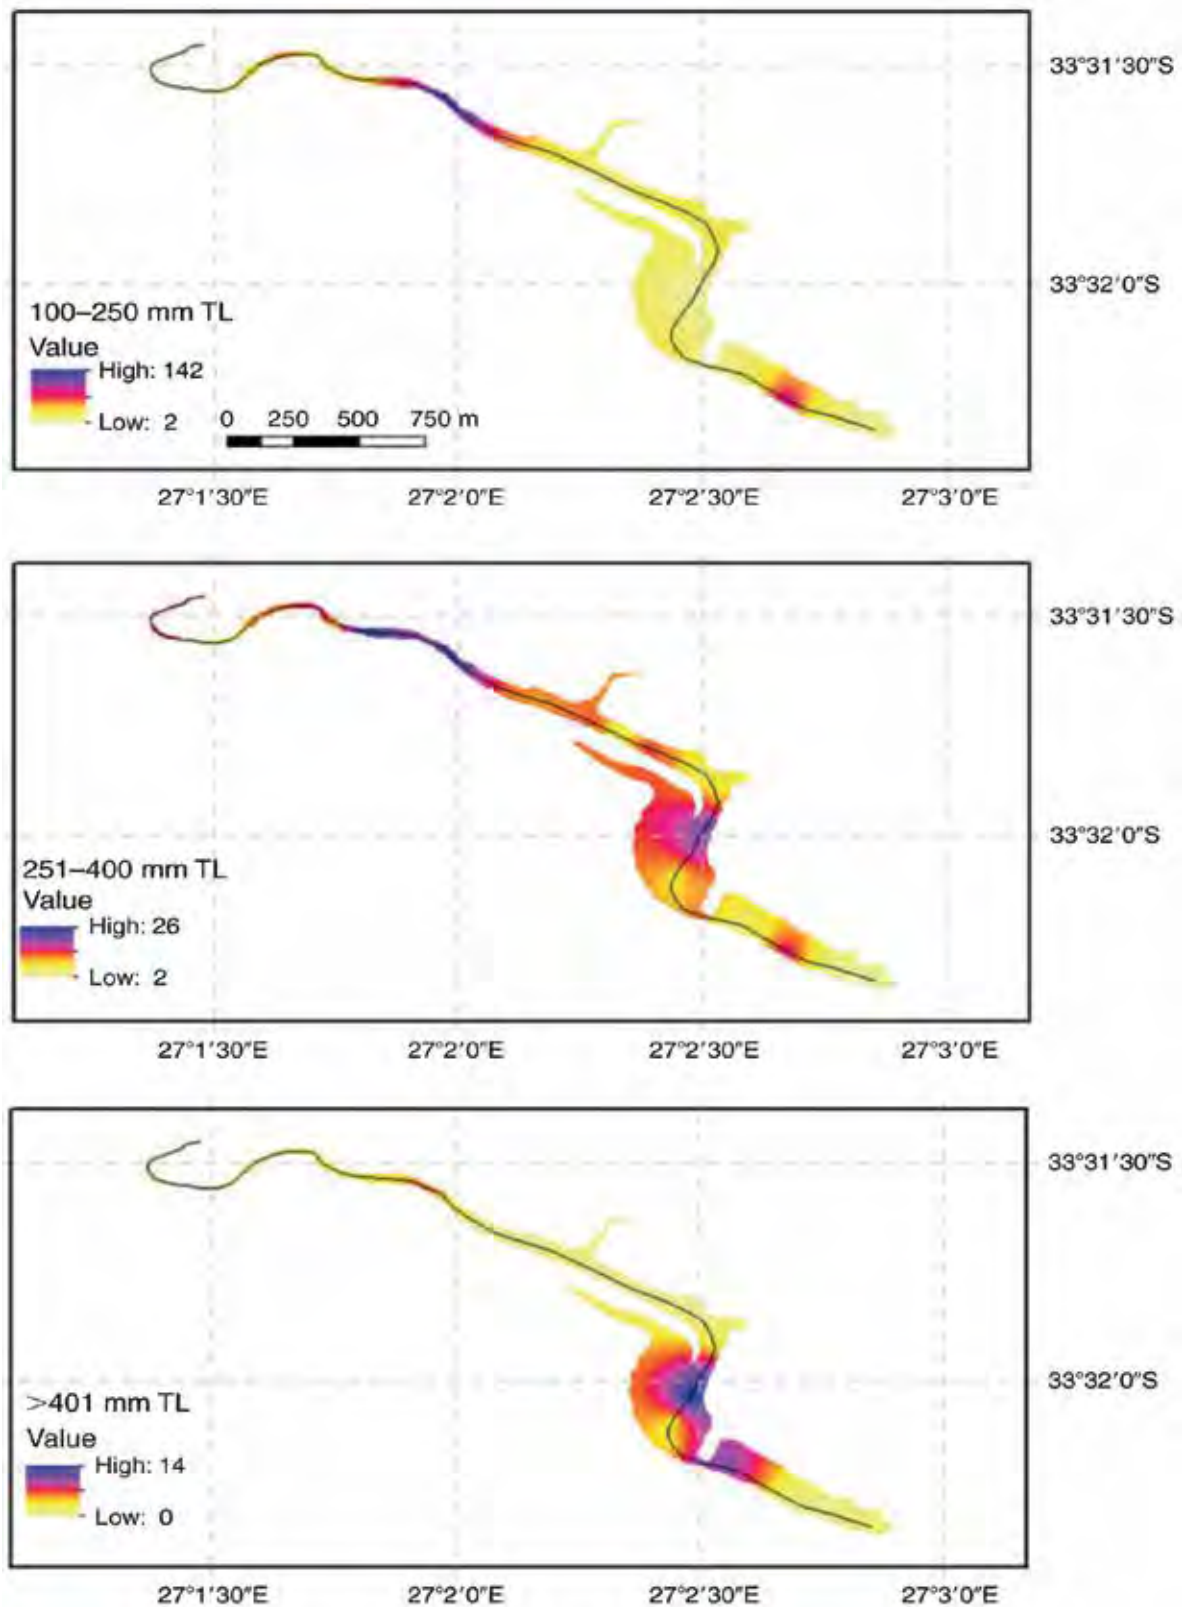 33°31'30"S
33°32'0"S
100–250 mm TL
Value
High: 142
Low: 2
0 250 500 750 m
27°1'30"E 27°2'0"E 27°2'30"E 27°3'0"E
33°31'30"S
33°32'0"S
251–400 mm TL
Value
High: 26
Low: 2
27°1'30"E 27°2'0"E 27°2'30"E 27°3'0"E
33°31'30"S
33°32'0"S
>401 mm TL
Value
High: 14
Low: 0
27°1'30"E 27°2'0"E 27°2'30"E 27°3'0"E